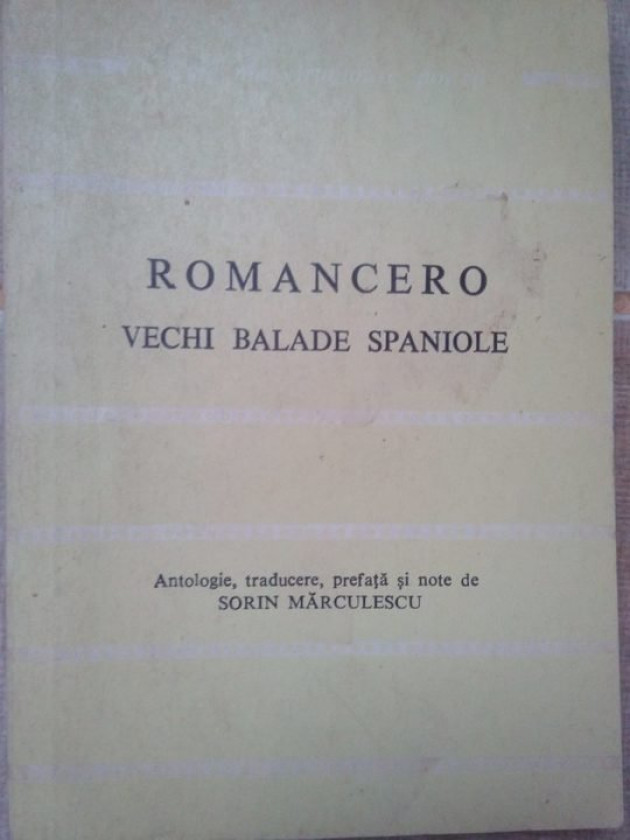 ROMANCERO
VECHI BALADE SPANIOLE
Antologie, traducere, prefață și note de
SORIN MĂRCULESCU